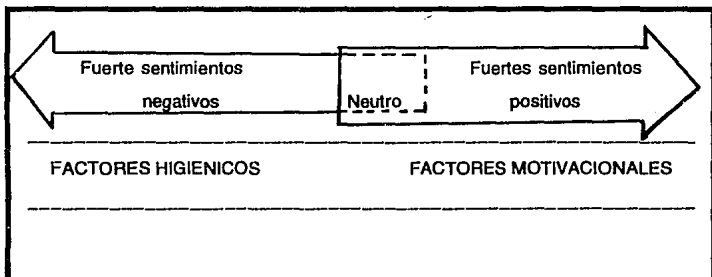 Fuerte sentimientos
negativos
Neutro
Fuertes sentimientos
positivos
FACTORES HIGIENICOS
FACTORES MOTIVACIONALES